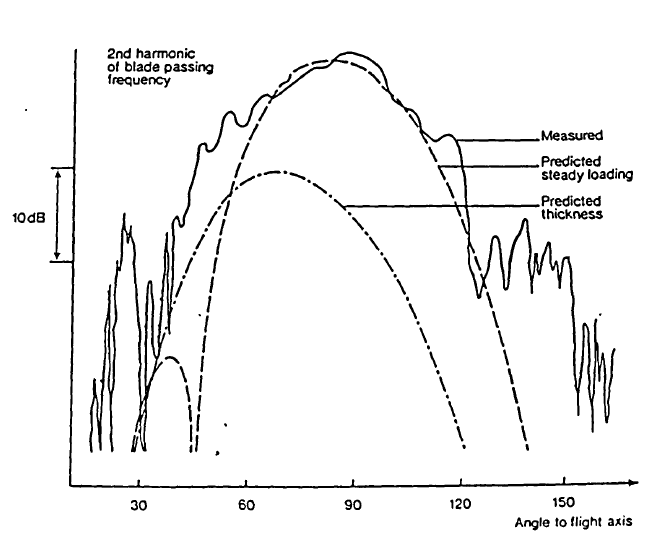 2nd harmonic
of blade passing
frequency
Measured
Predicted
steady loading
Predicted
thickness
10dB
30 60 90 120 150
Angle to flight axis